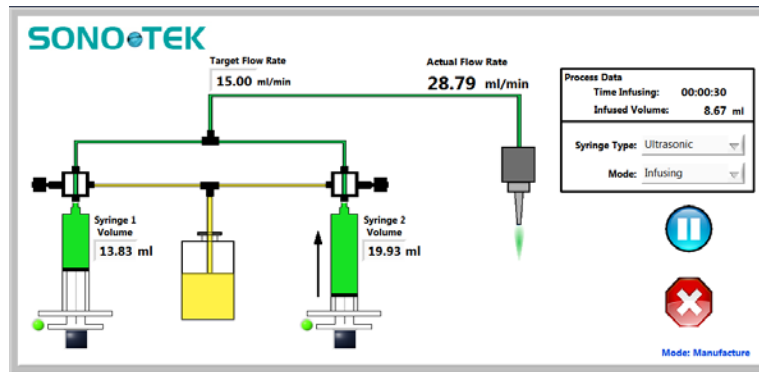 SONO TEK
Target Flow Rate
15.00 ml/min
Actual Flow Rate
28.79 ml/min
Process Data
Time Infusing: 00:00:30
Infused Volume: 8.67 ml
Syringe Type: Ultrasonic
Mode: Infusing
Syringe 1
Volume
13.83 ml
Syringe 2
Volume
19.93 ml
Mode: Manufacture